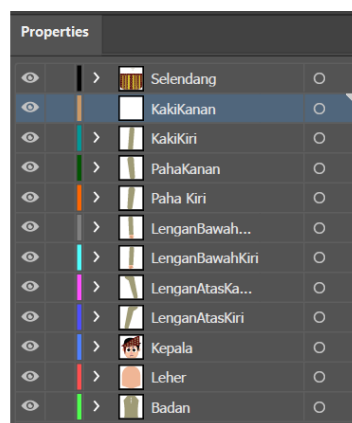 Properties
Selendang
KakiKanan
KakiKiri
PahaKanan
Paha Kiri
LenganBawah...
LenganBawahKiri
LenganAtasKa...
LenganAtasKiri
Kepala
Leher
Badan